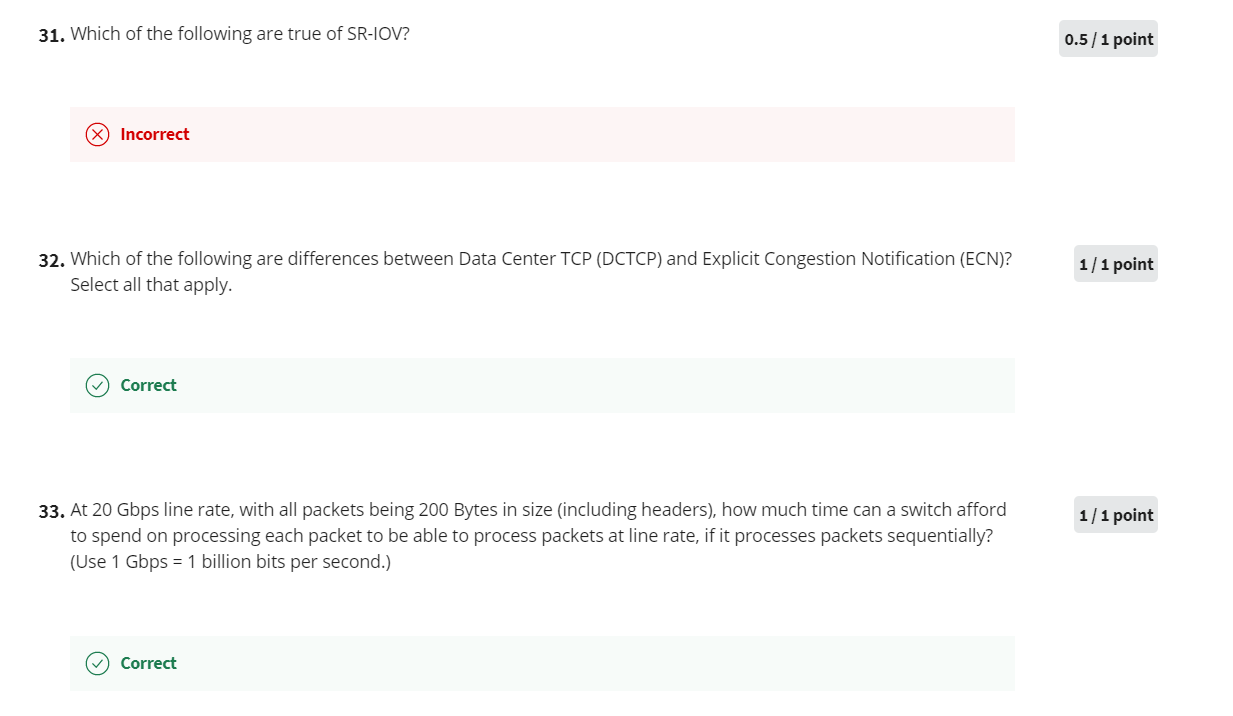 31. Which of the following are true of SR-IOV?
0.5 / 1 point
Incorrect
32. Which of the following are differences between Data Center TCP (DCTCP) and Explicit Congestion Notification (ECN)?
Select all that apply.
1 / 1 point
Correct
33. At 20 Gbps line rate, with all packets being 200 Bytes in size (including headers), how much time can a switch afford
to spend on processing each packet to be able to process packets at line rate, if it processes packets sequentially?
(Use 1 Gbps = 1 billion bits per second.)
1 / 1 point
Correct